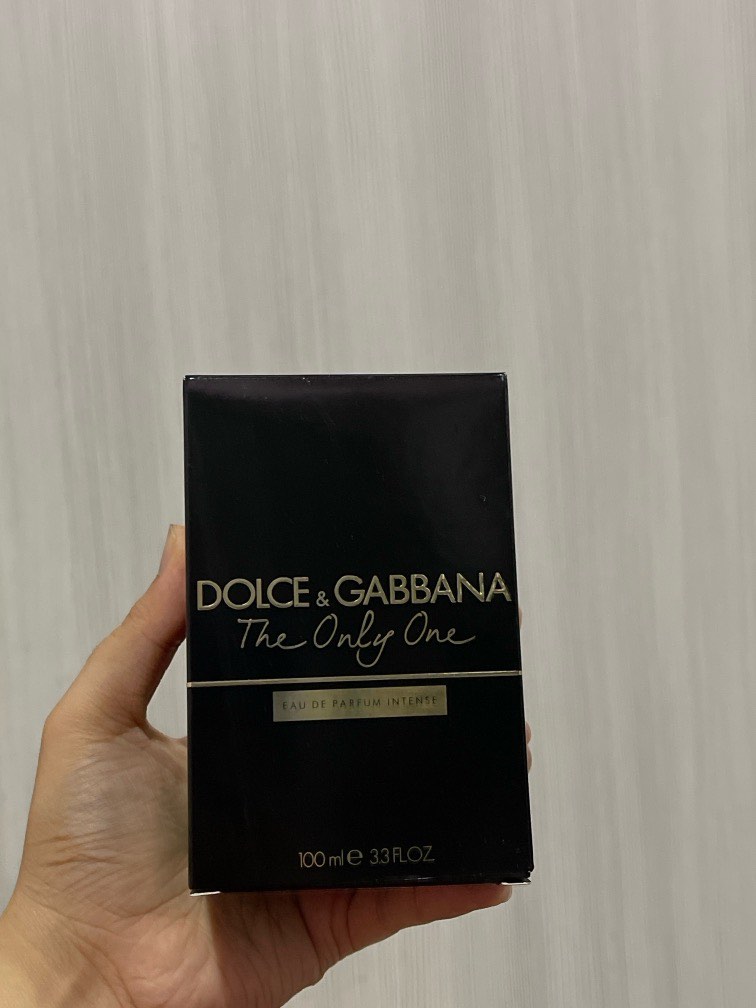 DOLCE & GABBANA
The Only One
EAU DE PARFUM INTENSE
100 ml e 3.3 FL.OZ.